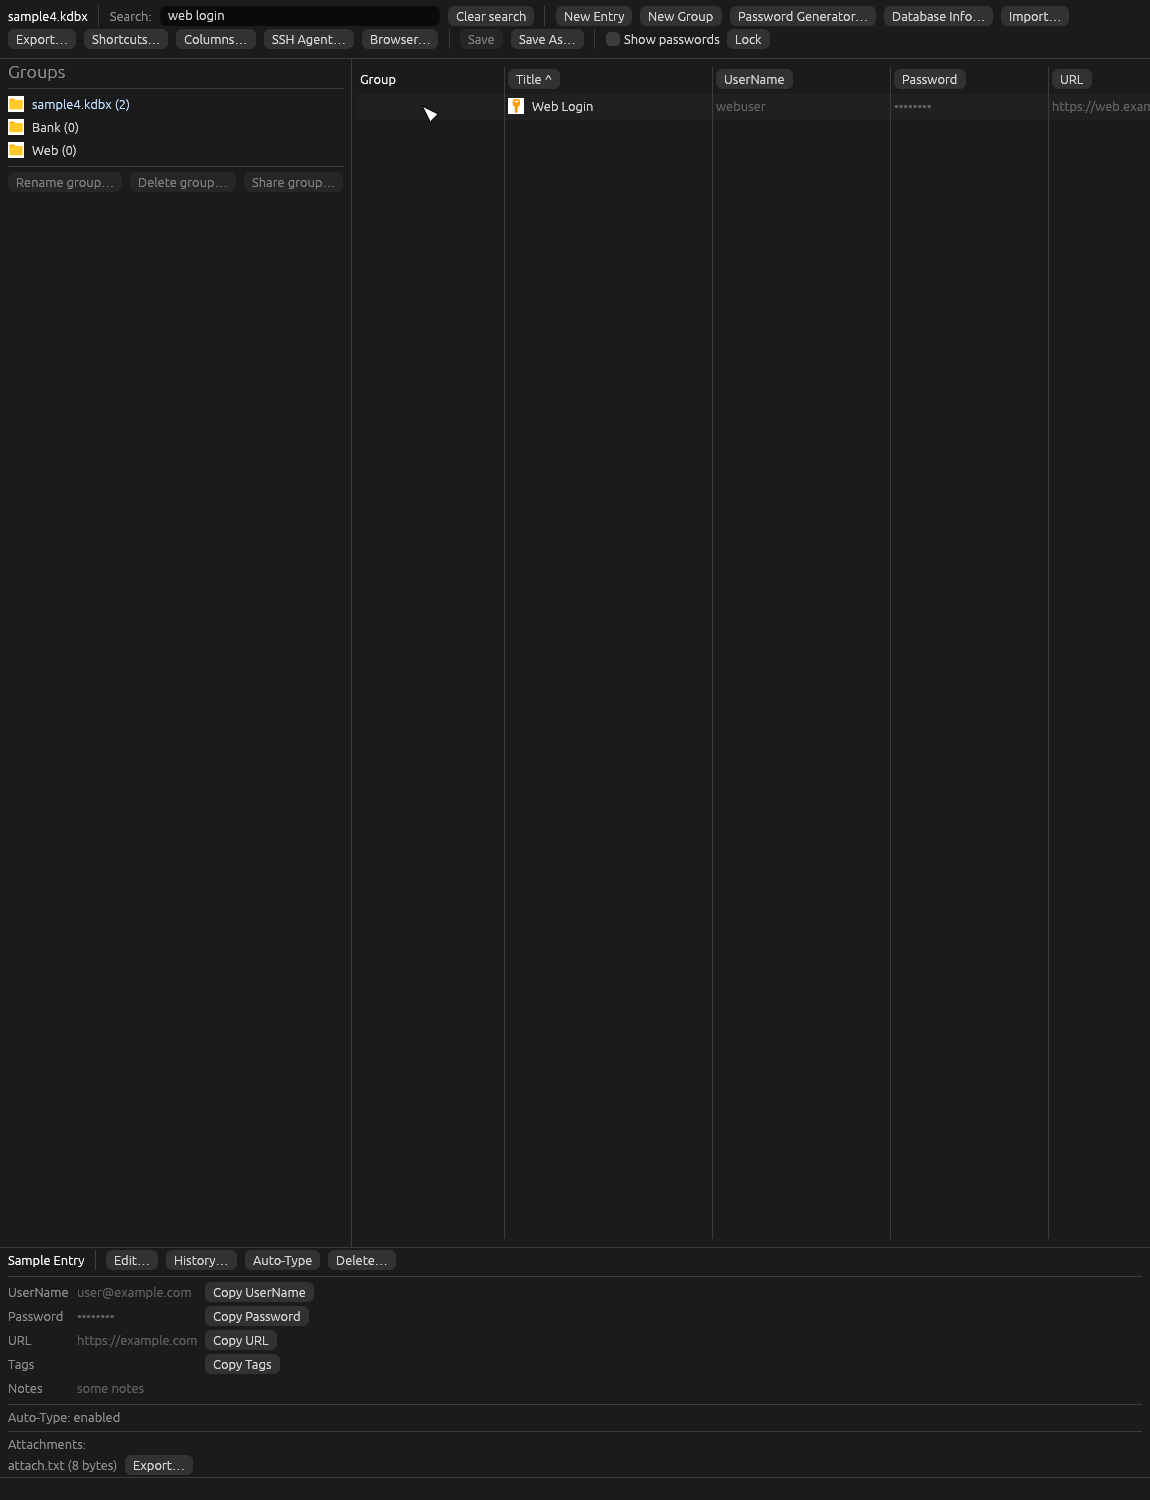 sample4.kdbx Search: web login Clear search New Entry New Group Password Generator... Database Info... Import...
Export... Shortcuts... Columns... SSH Agent... Browser... Save Save As... Show passwords Lock
Groups
sample4.kdbx (2)
Bank (0)
Web (0)
Rename group... Delete group... Share group...
Group Title ^ UserName Password URL
Web Login webuser •••••••• https://web.exam
Sample Entry Edit... History... Auto-Type Delete...
UserName user@example.com Copy UserName
Password •••••••• Copy Password
URL https://example.com Copy URL
Tags Copy Tags
Notes some notes
Auto-Type: enabled
Attachments:
attach.txt (8 bytes) Export...